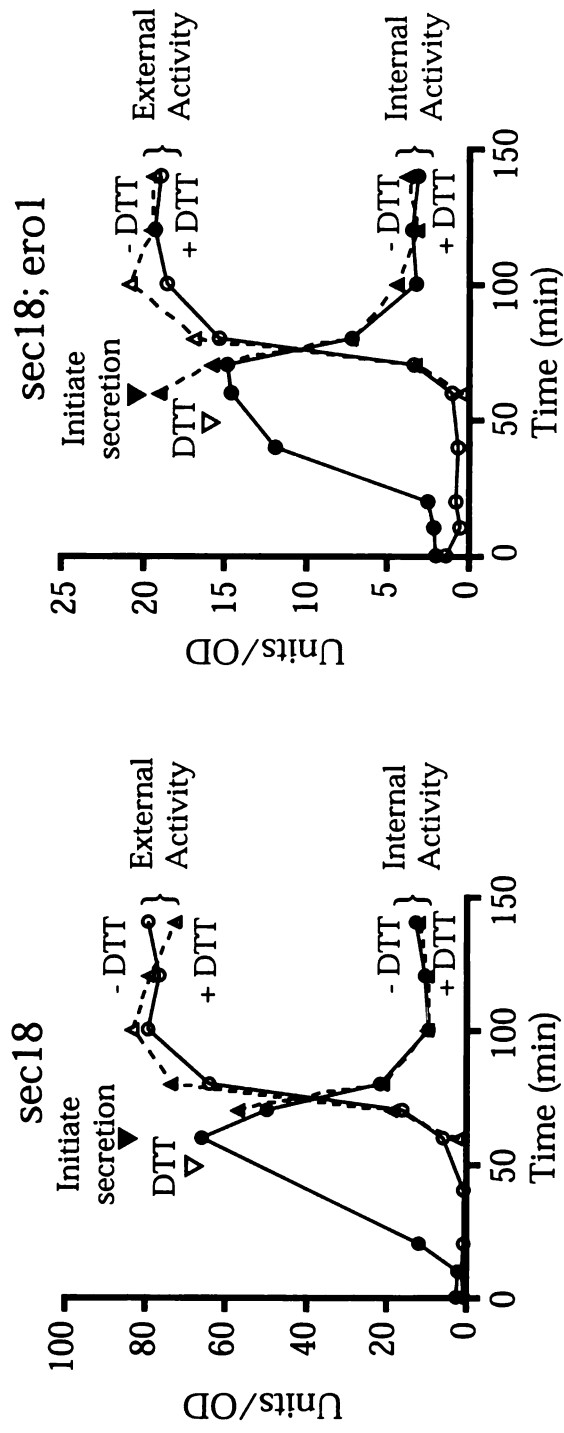 sec18
Initiate
secretion
DTT
- DTT
+ DTT
External
Activity
- DTT
+ DTT
Internal
Activity
Units/OD
100
80
60
40
20
0
0
50
100
150
Time (min)
sec18; ero1
Initiate
secretion
DTT
- DTT
+ DTT
External
Activity
- DTT
+ DTT
Internal
Activity
Units/OD
25
20
15
10
5
0
0
50
100
150
Time (min)